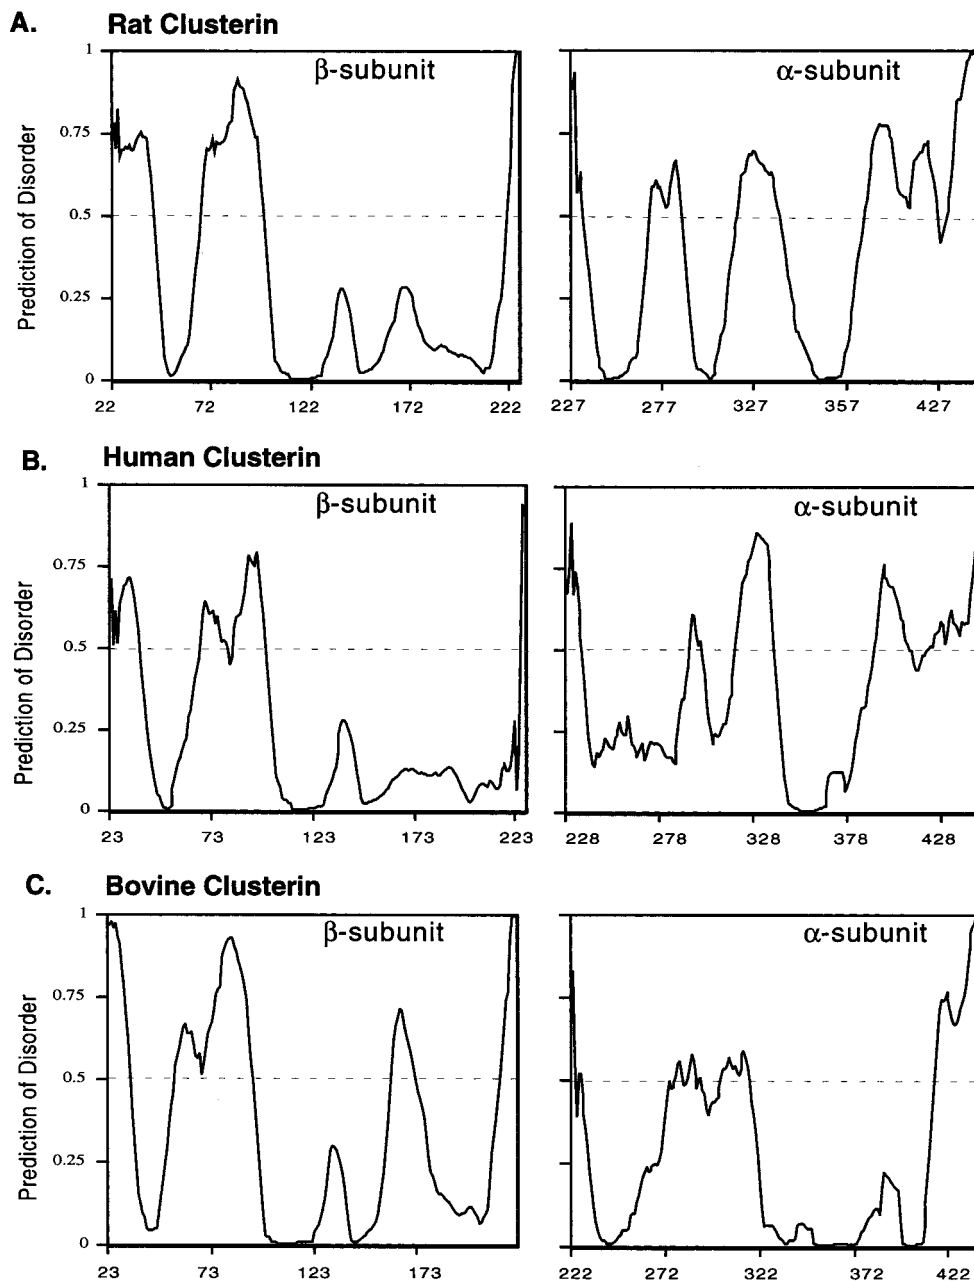 A. Rat Clusterin
β-subunit
α-subunit
Prediction of Disorder
1
0.75
0.5
0.25
0
22 72 122 172 222
227 277 327 357 427
B. Human Clusterin
β-subunit
α-subunit
Prediction of Disorder
1
0.75
0.5
0.25
0
23 73 123 173 223
228 278 328 378 428
C. Bovine Clusterin
β-subunit
α-subunit
Prediction of Disorder
1
0.75
0.5
0.25
0
23 73 123 173
222 272 322 372 422